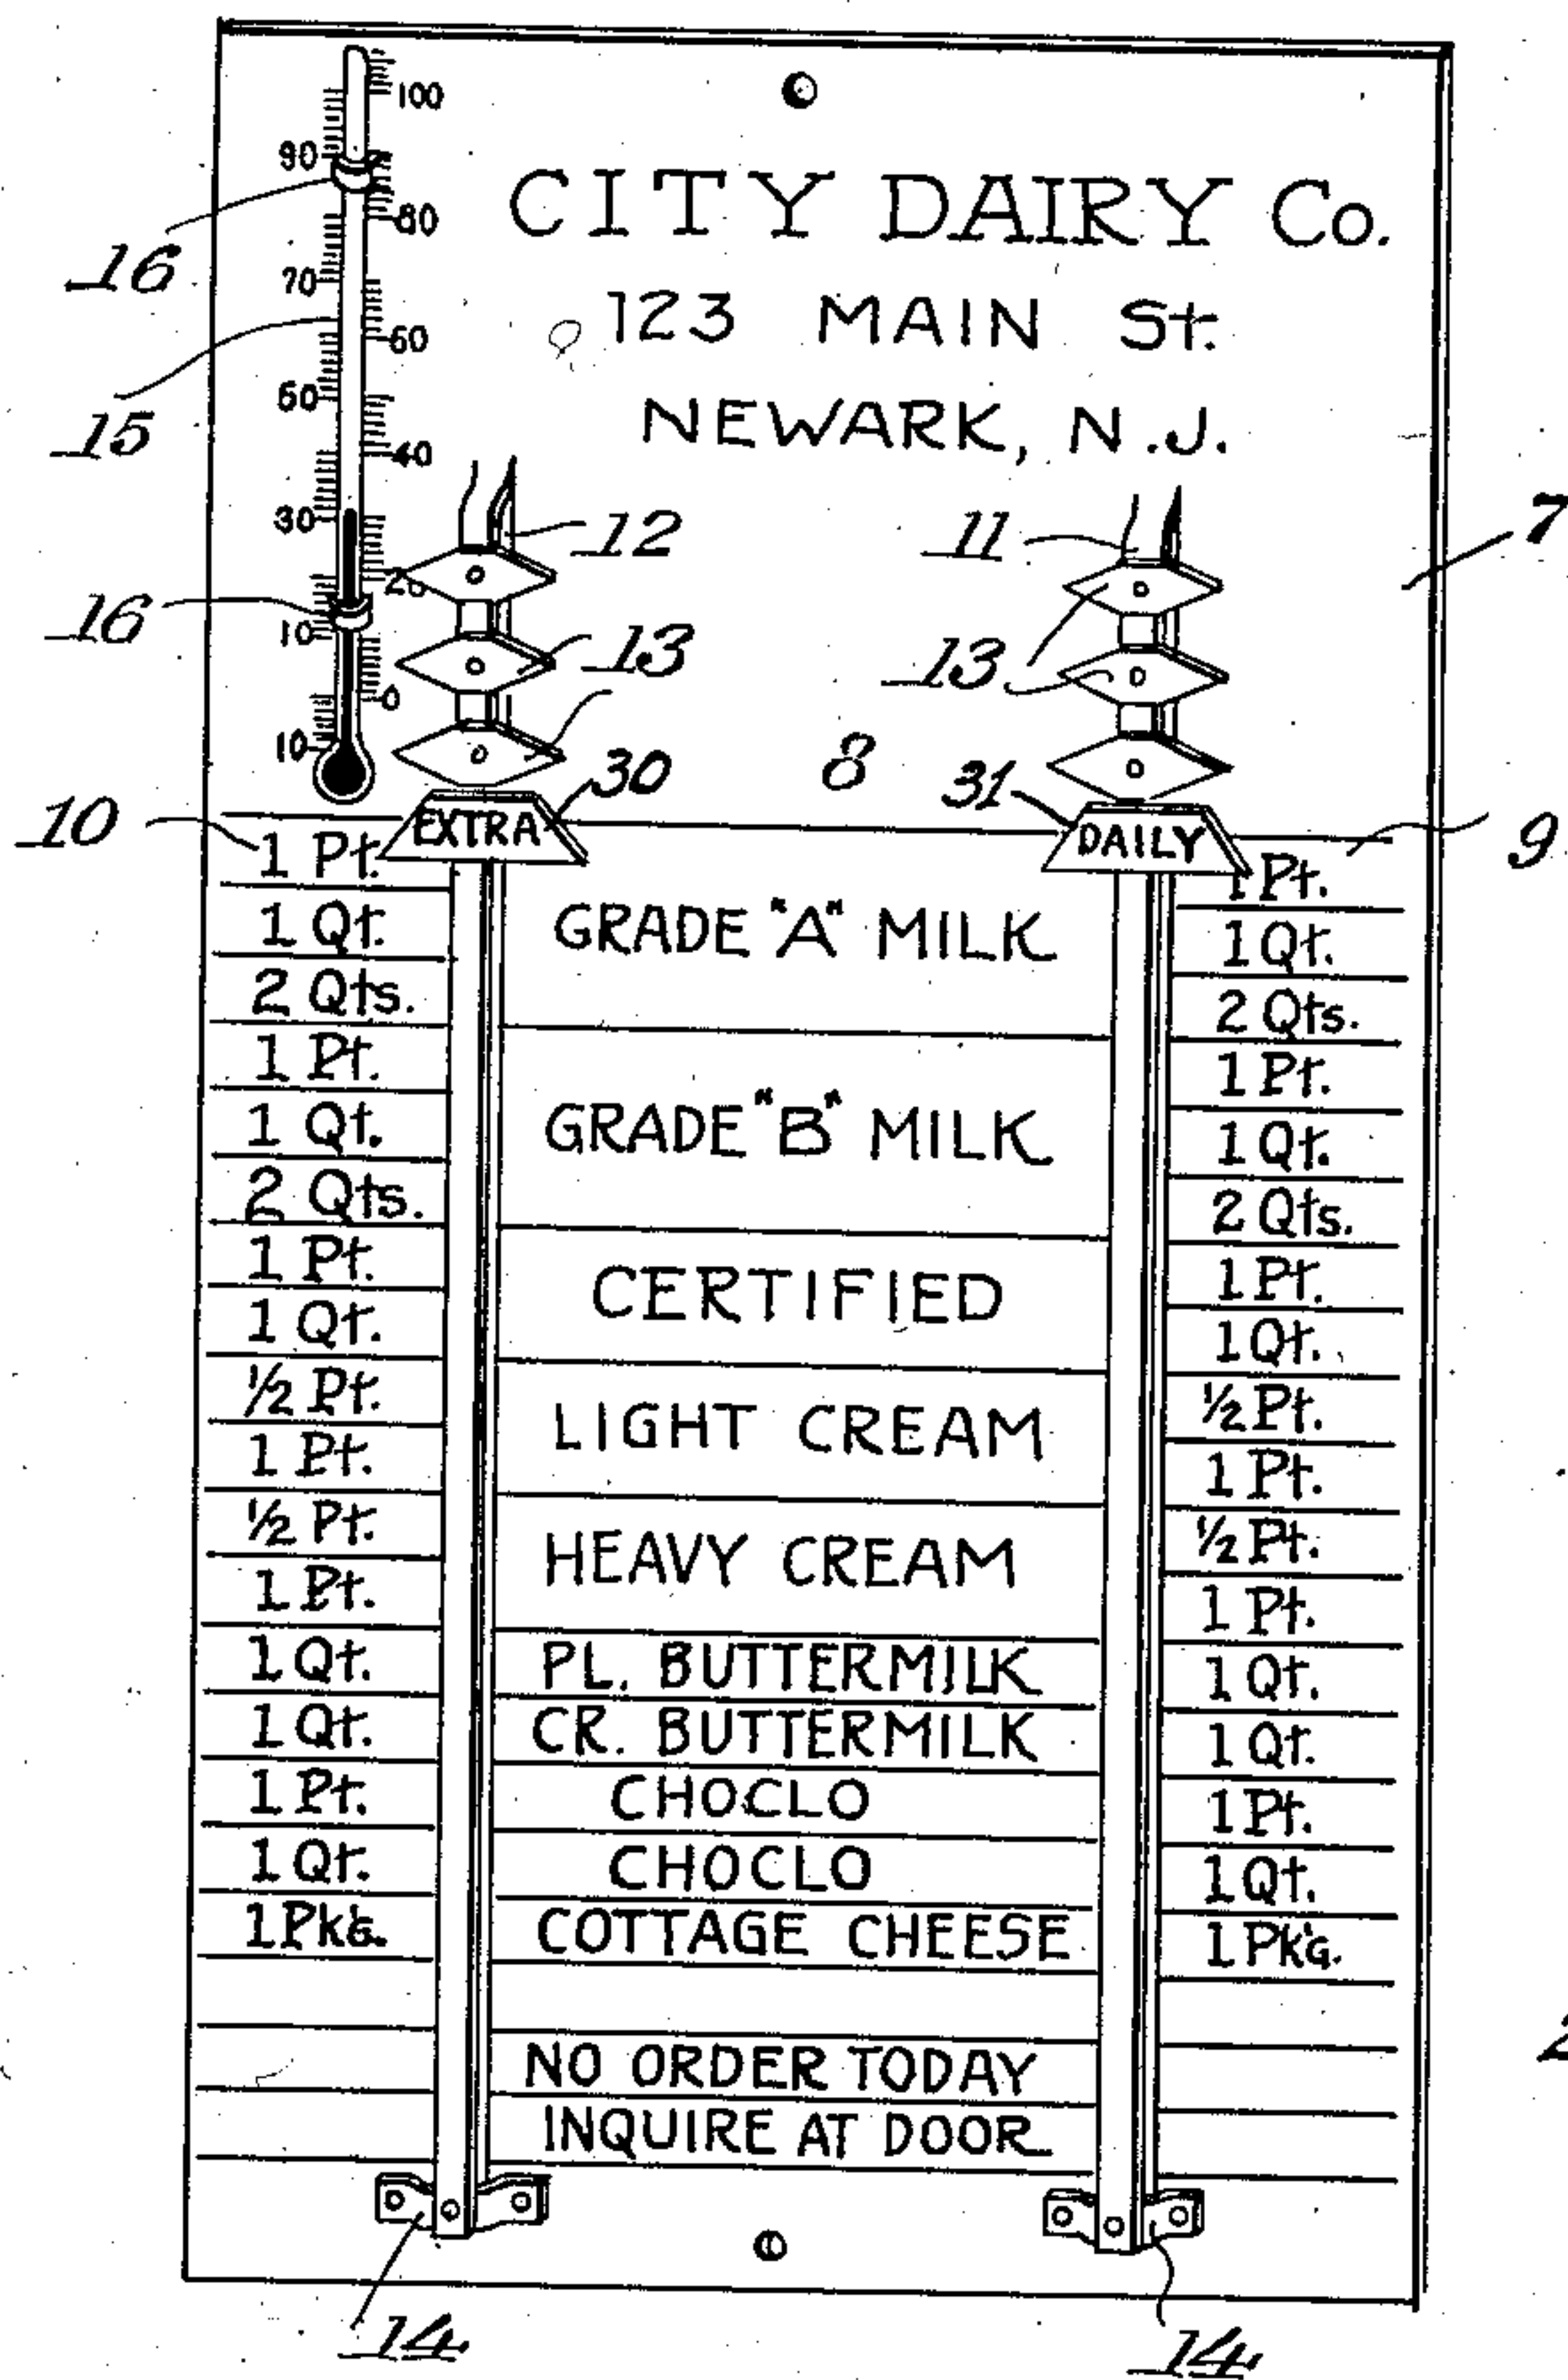 100
90
CITY DAIRY Co.
80
16
70
123 MAIN St.
60
15
50
NEWARK, N.J.
40
30
12
11
7
20
16
10
13
13
0
10
8
30
31
10
EXTRA
DAILY
9
1 Pt.
1 Pt.
GRADE "A" MILK
1 Qt.
1 Qt.
2 Qts.
2 Qts.
1 Pt.
1 Pt.
GRADE "B" MILK
1 Qt.
1 Qt.
2 Qts.
2 Qts.
1 Pt.
1 Pt.
CERTIFIED
1 Qt.
1 Qt.
½ Pt.
½ Pt.
LIGHT CREAM
1 Pt.
1 Pt.
½ Pt.
½ Pt.
HEAVY CREAM
1 Pt.
1 Pt.
1 Qt. PL. BUTTERMILK 1 Qt.
1 Qt. CR. BUTTERMILK 1 Qt.
1 Pt. CHOCLO 1 Pt.
1 Qt. CHOCLO 1 Qt.
1 PK'G. COTTAGE CHEESE 1 PK'G.
NO ORDER TODAY
INQUIRE AT DOOR
14
14